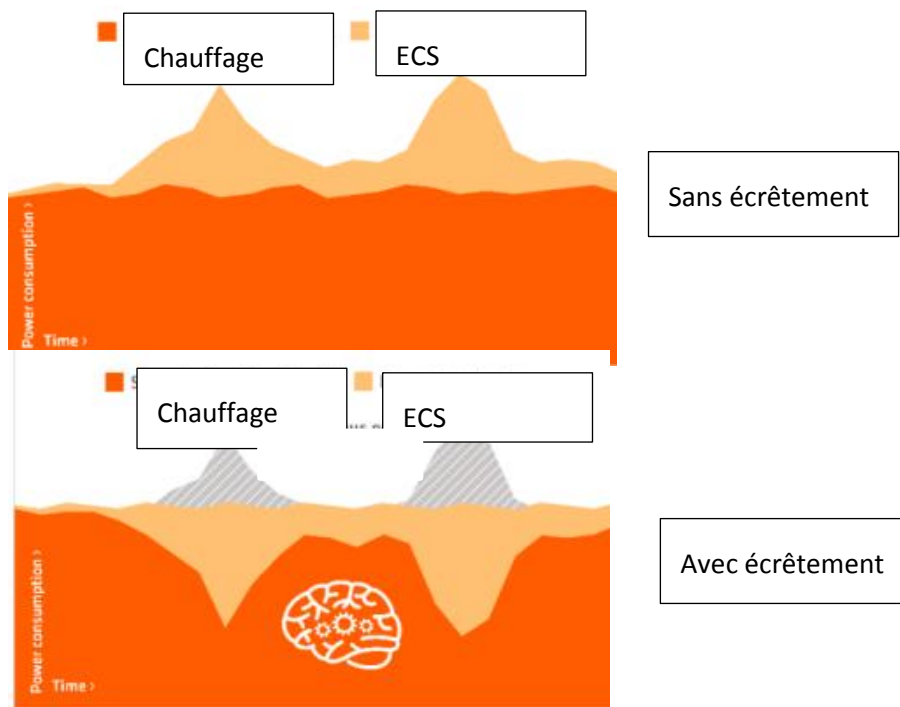 Chauffage
ECS
Sans écrêtement
Power consumption >
Time >
Chauffage
ECS
Avec écrêtement
Power consumption >
Time >